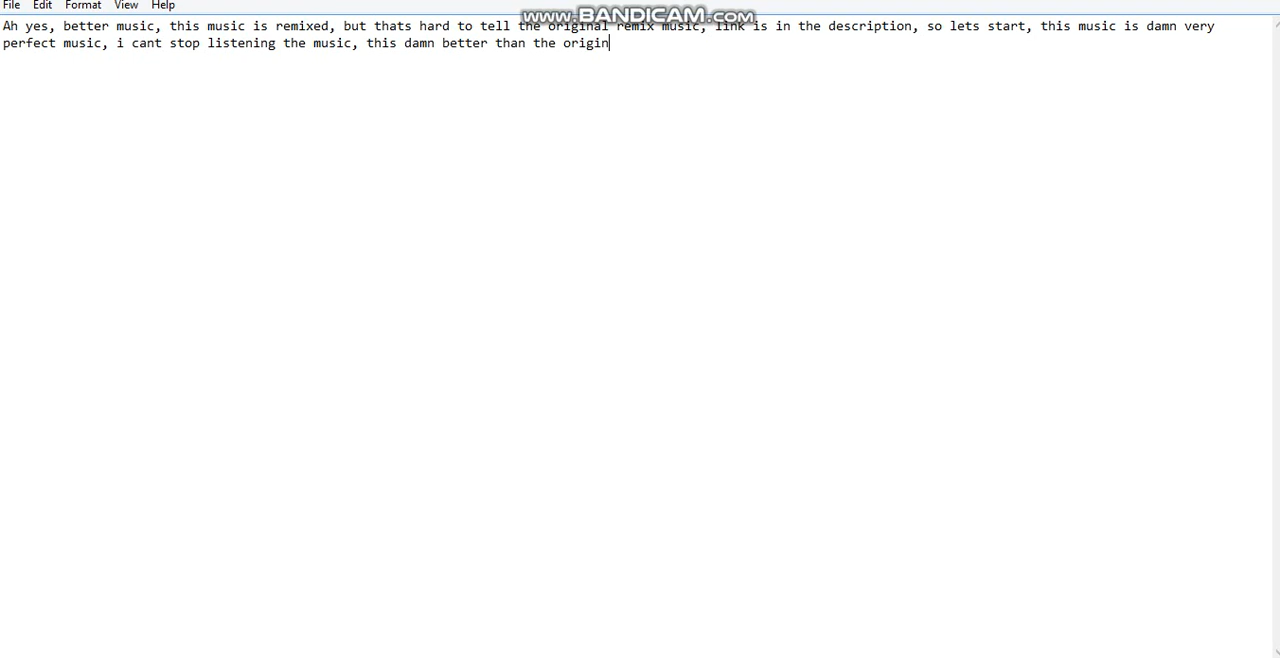 File Edit Format View Help
www.BANDICAM.com
Ah yes, better music, this music is remixed, but thats hard to tell the original remix music, link is in the description, so lets start, this music is damn very
perfect music, i cant stop listening the music, this damn better than the origin